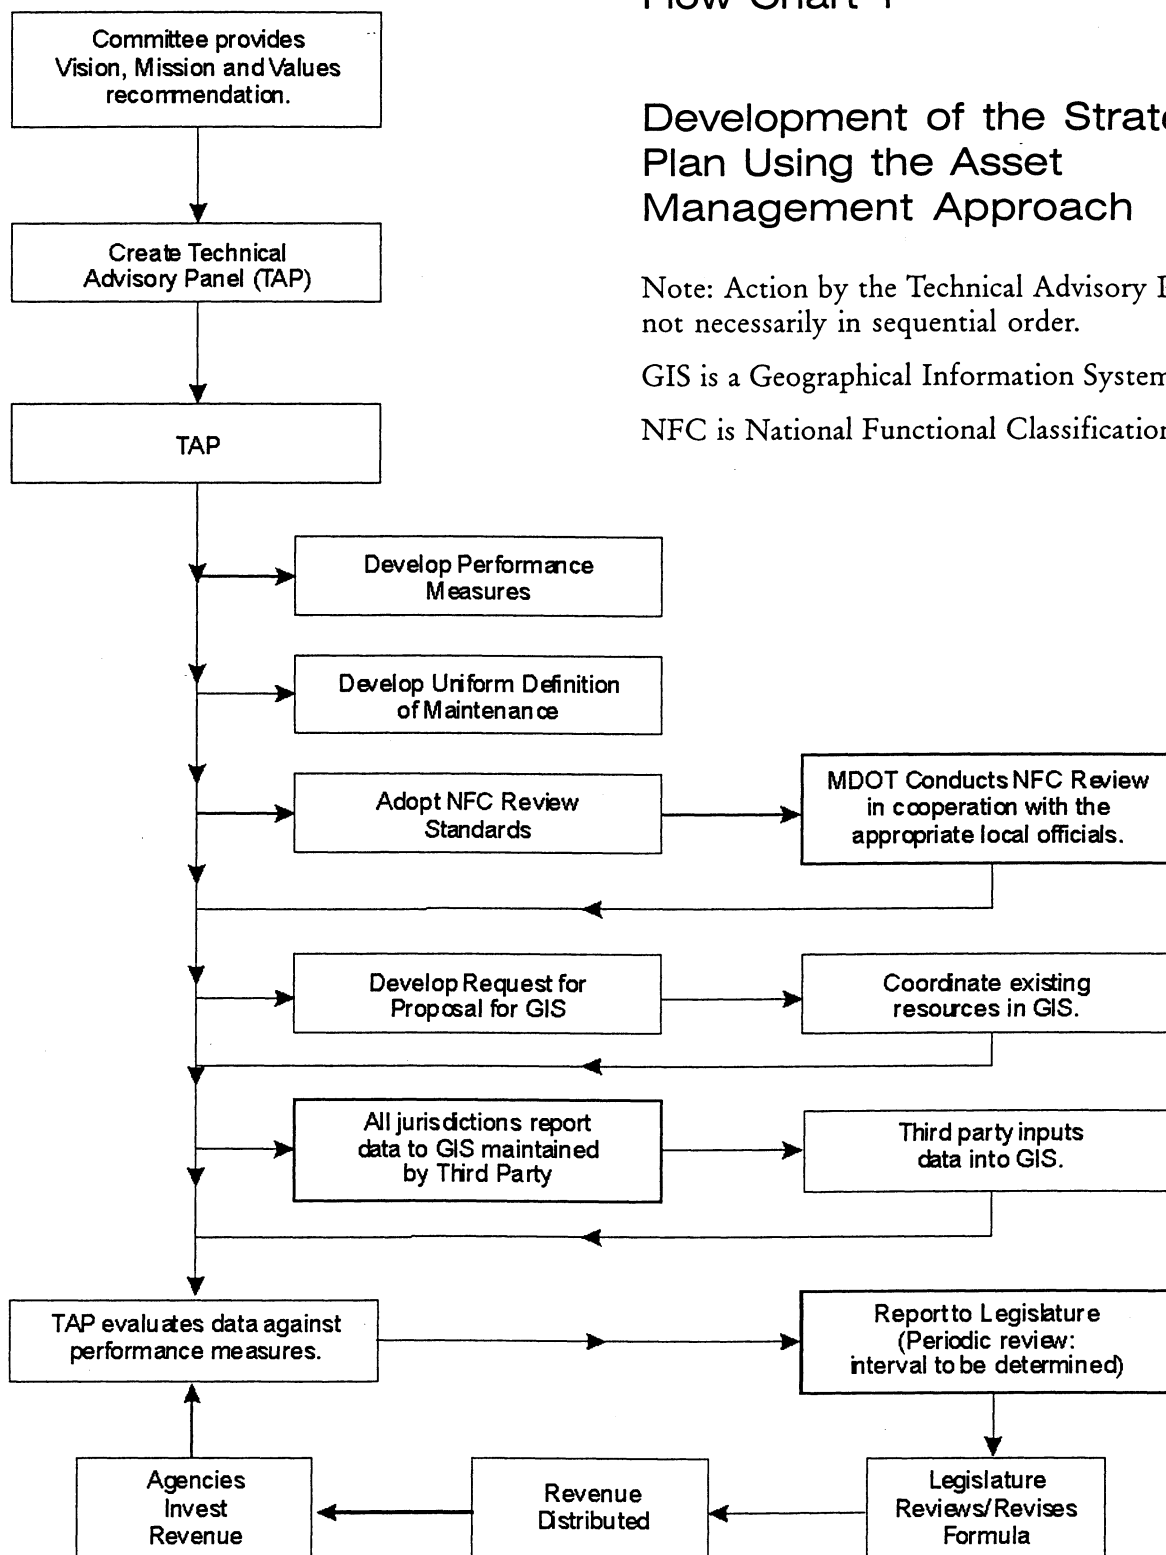 Flow Chart 1
Development of the Strate
Plan Using the Asset
Management Approach
Note: Action by the Technical Advisory
not necessarily in sequential order.
GIS is a Geographical Information System
NFC is National Functional Classification
Committee provides
Vision, Mission and Values
recommendation.
Create Technical
Advisory Panel (TAP)
TAP
Develop Performance
Measures
Develop Uniform Definition
of Maintenance
Adopt NFC Review
Standards
MDOT Conducts NFC Review
in cooperation with the
appropriate local officials.
Develop Request for
Proposal for GIS
Coordinate existing
resources in GIS.
All jurisdictions report
data to GIS maintained
by Third Party
Third party inputs
data into GIS.
TAP evaluates data against
performance measures.
Report to Legislature
(Periodic review:
interval to be determined)
Legislature
Reviews/Revises
Formula
Revenue
Distributed
Agencies
Invest
Revenue